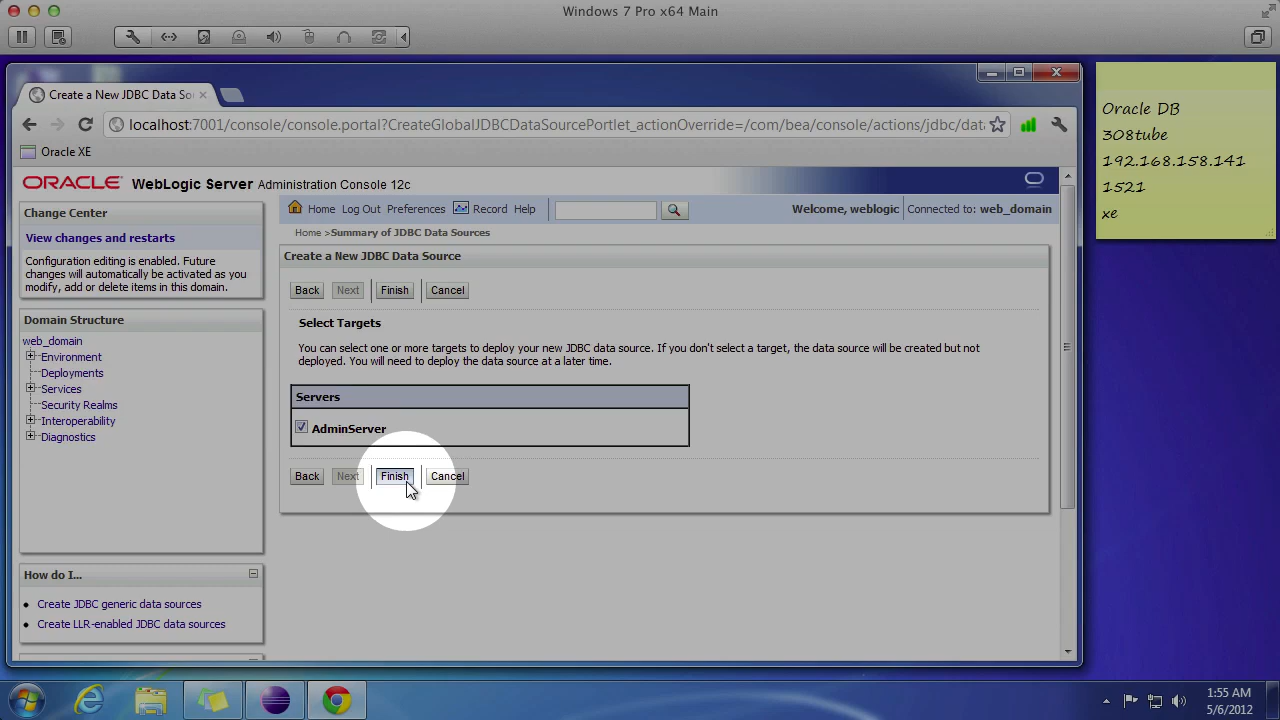 Windows 7 Pro x64 Main
Create a New JDBC Data So
localhost:7001/console/console.portal?CreateGlobalJDBCDataSourcePortlet_actionOverride=/com/bea/console/actions/jdbc/dat
Oracle XE
ORACLE WebLogic Server Administration Console 12c
Change Center
View changes and restarts
Configuration editing is enabled. Future
changes will automatically be activated as you
modify, add or delete items in this domain.
Domain Structure
web_domain
Environment
Deployments
Services
Security Realms
Interoperability
Diagnostics
How do I...
Create JDBC generic data sources
Create LLR-enabled JDBC data sources
Home Log Out Preferences Record Help
Welcome, weblogic Connected to: web_domain
Home >Summary of JDBC Data Sources
Create a New JDBC Data Source
Back Next Finish Cancel
Select Targets
You can select one or more targets to deploy your new JDBC data source. If you don't select a target, the data source will be created but not
deployed. You will need to deploy the data source at a later time.
Servers
AdminServer
Back Next Finish Cancel
Oracle DB
308tube
192.168.158.141
1521
xe
1:55 AM
5/6/2012